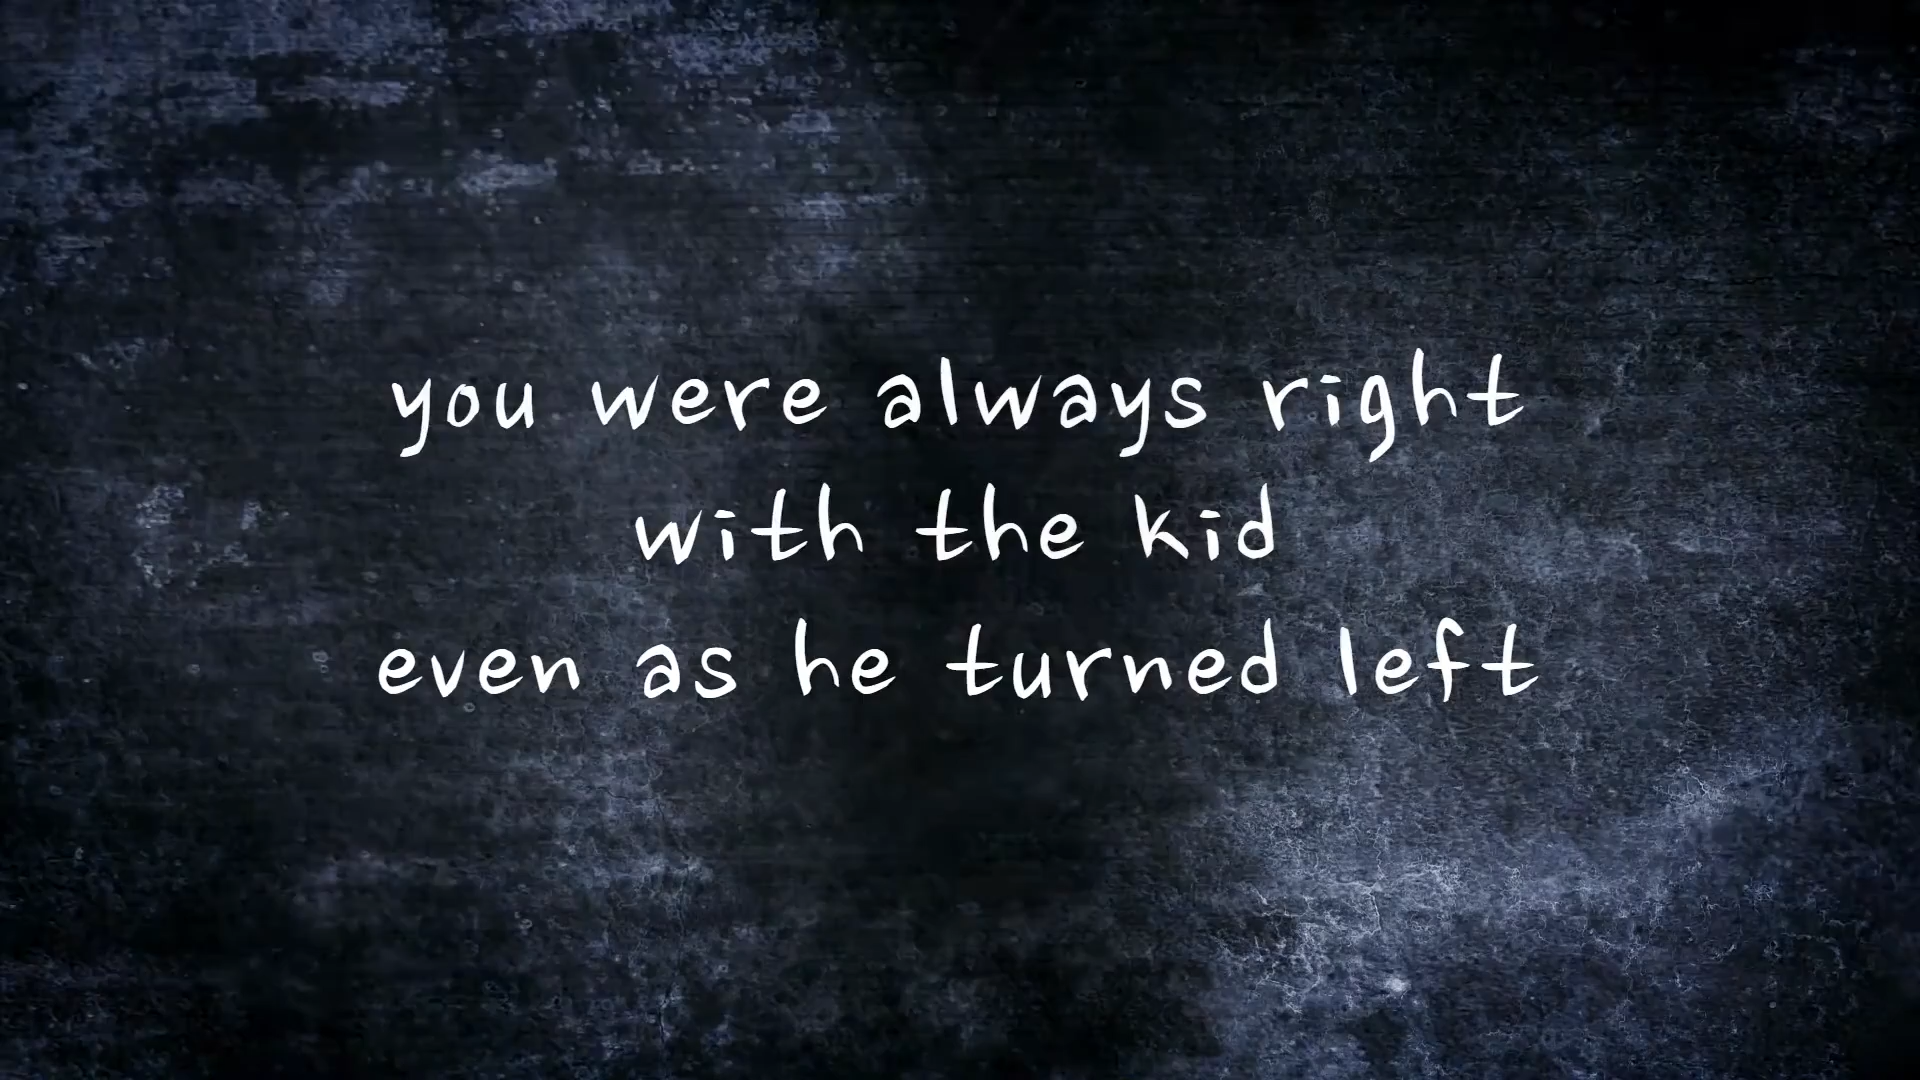 you were always right
with the kid
even as he turned left